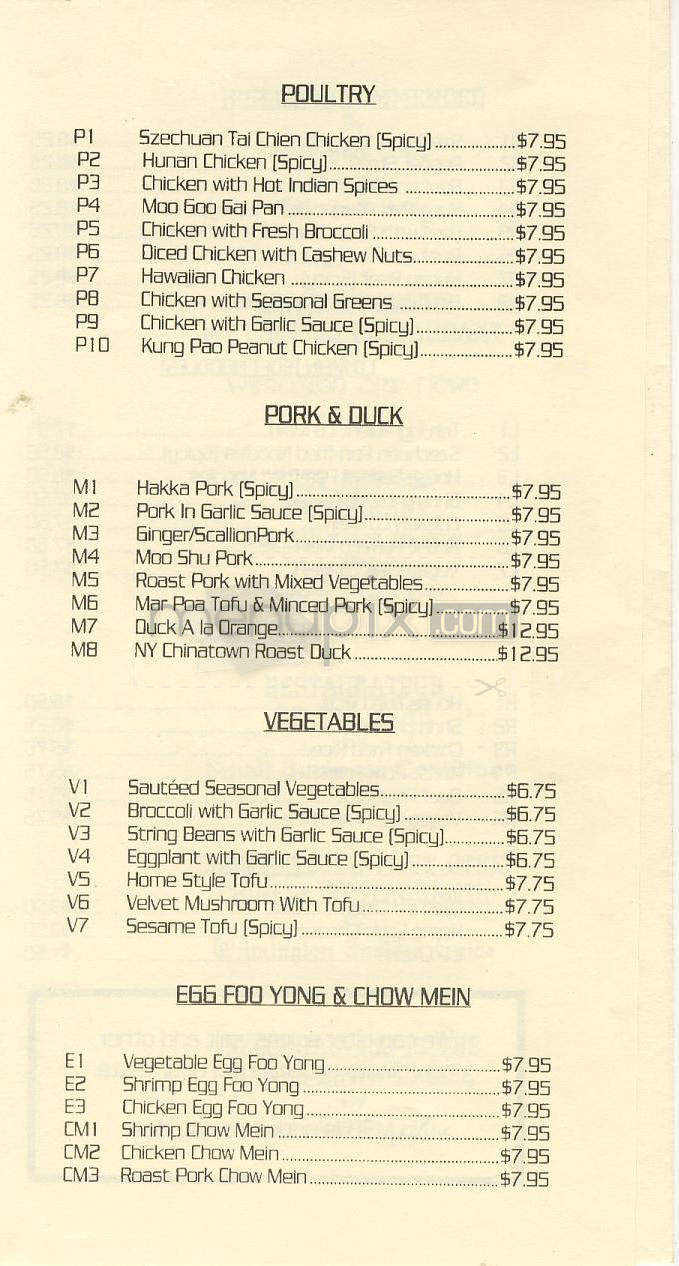 POULTRY
P1 Szechuan Tai Chien Chicken (Spicy)....................$7.95
P2 Hunan Chicken (Spicy)....................$7.95
P3 Chicken with Hot Indian Spices ....................$7.95
P4 Moo Goo Gai Pan....................$7.95
P5 Chicken with Fresh Broccoli....................$7.95
P6 Diced Chicken with Cashew Nuts....................$7.95
P7 Hawaiian Chicken ....................$7.95
P8 Chicken with Seasonal Greens ....................$7.95
P9 Chicken with Garlic Sauce (Spicy)....................$7.95
P10 Kung Pao Peanut Chicken (Spicy)....................$7.95
PORK & DUCK
M1 Hakka Pork (Spicy)....................$7.95
M2 Pork In Garlic Sauce (Spicy)....................$7.95
M3 Ginger/ScallionPork....................$7.95
M4 Moo Shu Pork....................$7.95
M5 Roast Pork with Mixed Vegetables....................$7.95
M6 Mar Poa Tofu & Minced Pork (Spicy)....................$7.95
menupix.com
M7 Duck A la Orange....................$12.95
M8 NY Chinatown Roast Duck....................$12.95
VEGETABLES
V1 Sautéed Seasonal Vegetables....................$6.75
V2 Broccoli with Garlic Sauce (Spicy)....................$6.75
V3 String Beans with Garlic Sauce (Spicy)....................$6.75
V4 Eggplant with Garlic Sauce (Spicy)....................$6.75
V5 Home Style Tofu....................$7.75
V6 Velvet Mushroom With Tofu....................$7.75
V7 Sesame Tofu (Spicy)....................$7.75
EGG FOO YONG & CHOW MEIN
E1 Vegetable Egg Foo Yong....................$7.95
E2 Shrimp Egg Foo Yong....................$7.95
E3 Chicken Egg Foo Yong....................$7.95
CM1 Shrimp Chow Mein....................$7.95
CM2 Chicken Chow Mein....................$7.95
CM3 Roast Pork Chow Mein....................$7.95